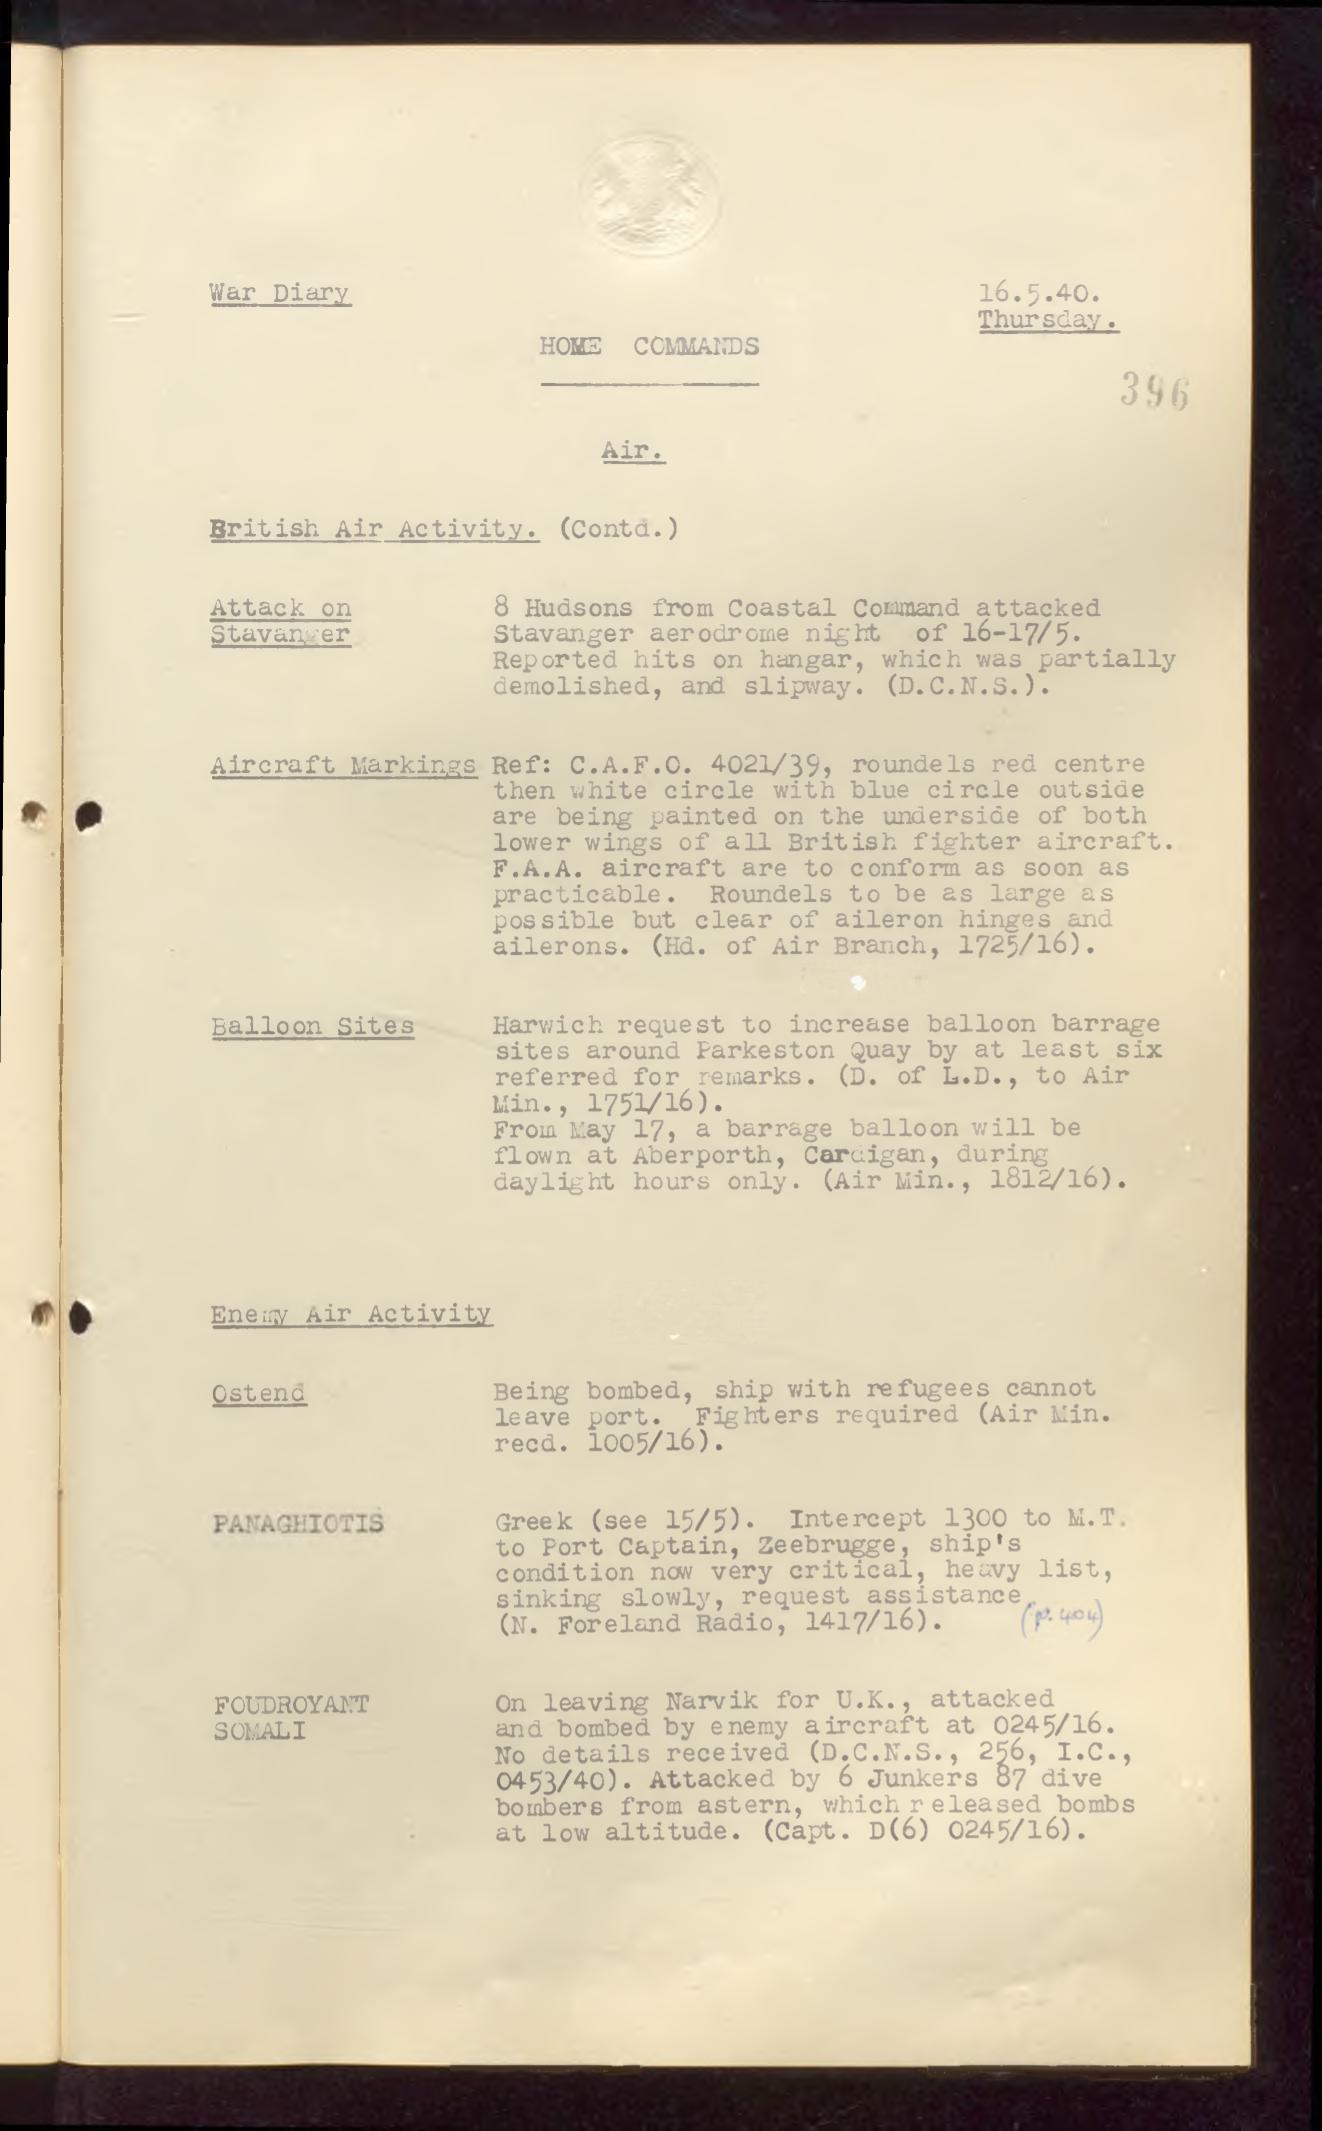 War Diary
16.5.40.
Thursday.
HOME COMMANDS
396
Air.
British Air Activity. (Contd.)
Attack on
Stavanger
8 Hudsons from Coastal Command attacked
Stavanger aerodrome night of 16-17/5.
Reported hits on hangar, which was partially
demolished, and slipway. (D.C.N.S.).
Aircraft Markings
Ref: C.A.F.O. 4021/39, roundels red centre
then white circle with blue circle outside
are being painted on the underside of both
lower wings of all British fighter aircraft.
F.A.A. aircraft are to conform as soon as
practicable. Roundels to be as large as
possible but clear of aileron hinges and
ailerons. (Hd. of Air Branch, 1725/16).
Balloon Sites
Harwich request to increase balloon barrage
sites around Parkeston Quay by at least six
referred for remarks. (D. of L.D., to Air
Min., 1751/16).
From May 17, a barrage balloon will be
flown at Aberporth, Cardigan, during
daylight hours only. (Air Min., 1812/16).
Enemy Air Activity
Ostend
Being bombed, ship with refugees cannot
leave port. Fighters required (Air Min.
recd. 1005/16).
PANAGHIOTIS
Greek (see 15/5). Intercept 1300 to M.T.
to Port Captain, Zeebrugge, ship's
condition now very critical, heavy list,
sinking slowly, request assistance.
(N. Foreland Radio, 1417/16). (p. 404)
FOUDROYANT
SOMALI
On leaving Narvik for U.K., attacked
and bombed by enemy aircraft at 0245/16.
No details received (D.C.N.S., 256, I.C.,
0453/40). Attacked by 6 Junkers 87 dive
bombers from astern, which released bombs
at low altitude. (Capt. D(6) 0245/16).